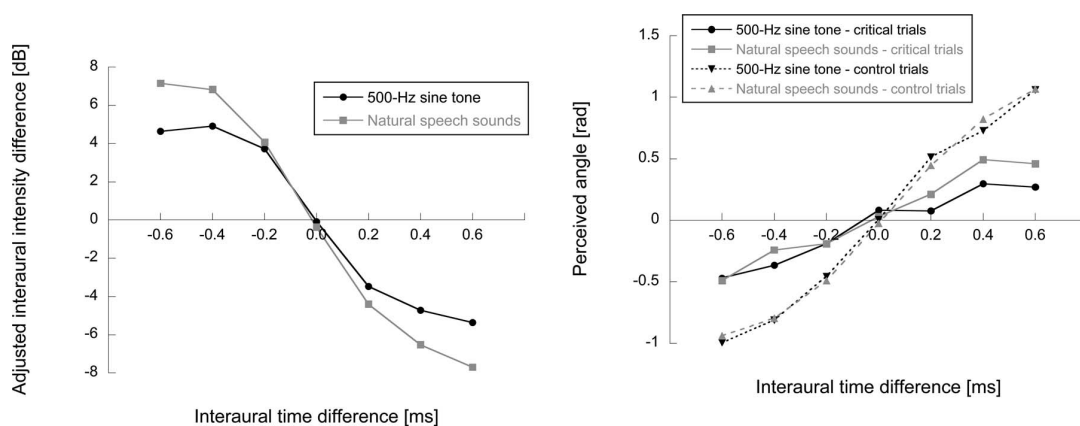 Adjusted interaural intensity difference [dB]
8
6
4
2
0
-2
-4
-6
-8
-0.6
-0.4
-0.2
0.0
0.2
0.4
0.6
500-Hz sine tone
Natural speech sounds
Interaural time difference [ms]
Perceived angle [rad]
1.5
1
0.5
0
-0.5
-1
-0.6
-0.4
-0.2
0.0
0.2
0.4
0.6
500-Hz sine tone - critical trials
Natural speech sounds - critical trials
500-Hz sine tone - control trials
Natural speech sounds - control trials
Interaural time difference [ms]